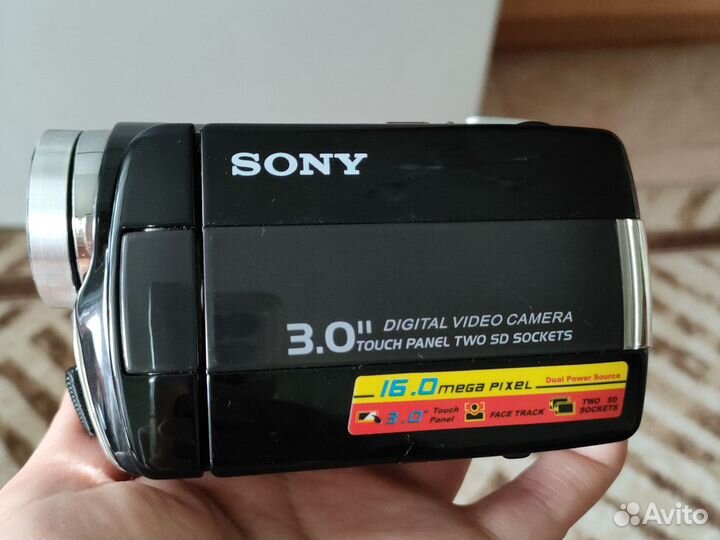 SONY
3.0" DIGITAL VIDEO CAMERA
TOUCH PANEL TWO SD SOCKETS
16.0 mega PIXEL Dual Power Source
3.0" Touch Panel FACE TRACK TWO SD SOCKETS
Avito